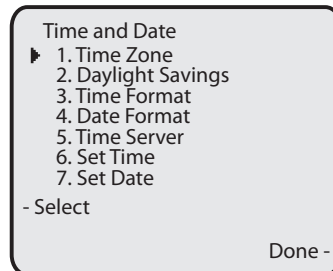 Time and Date
1. Time Zone
2. Daylight Savings
3. Time Format
4. Date Format
5. Time Server
6. Set Time
7. Set Date
- Select
Done -